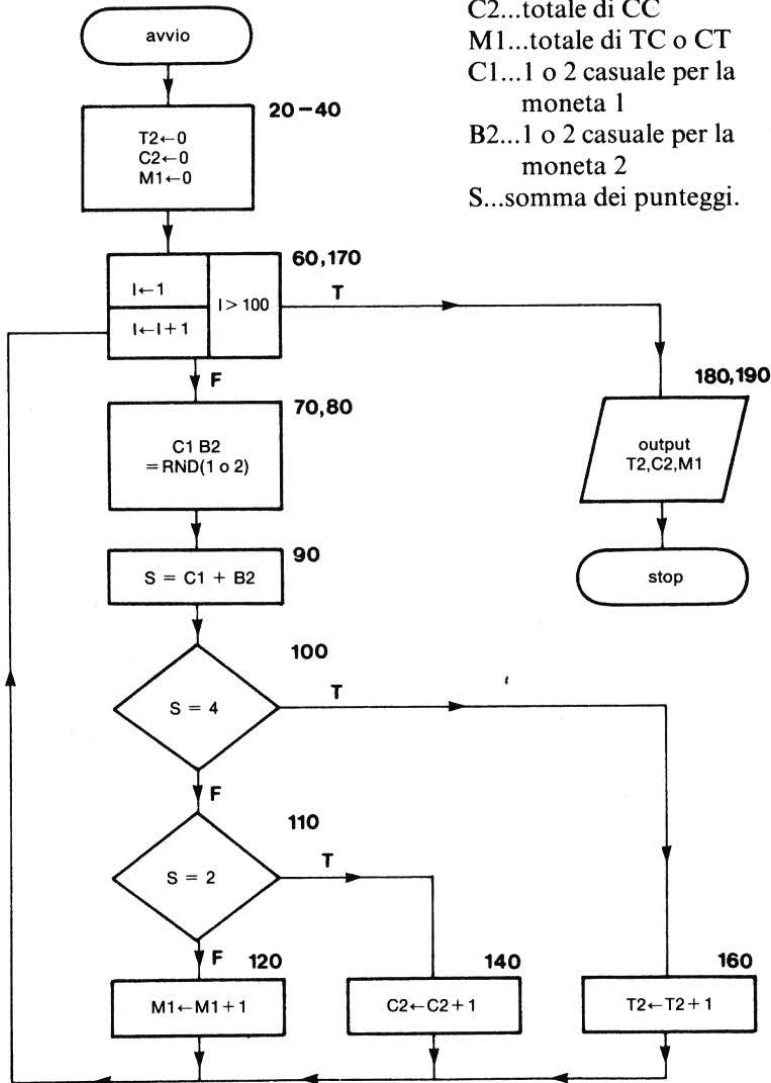 C2...totale di CC
M1...totale di TC o CT
C1...1 o 2 casuale per la
moneta 1
B2...1 o 2 casuale per la
moneta 2
S...somma dei punteggi.
avvio
20-40
T2←0
C2←0
M1←0
60,170
I←1
I←I+1
I>100
T
F
70,80
C1 B2
=RND(1 o 2)
180,190
output
T2,C2,M1
90
S = C1 + B2
stop
100
S = 4
T
F
110
S = 2
T
F
120
M1←M1+1
140
C2←C2+1
160
T2←T2+1